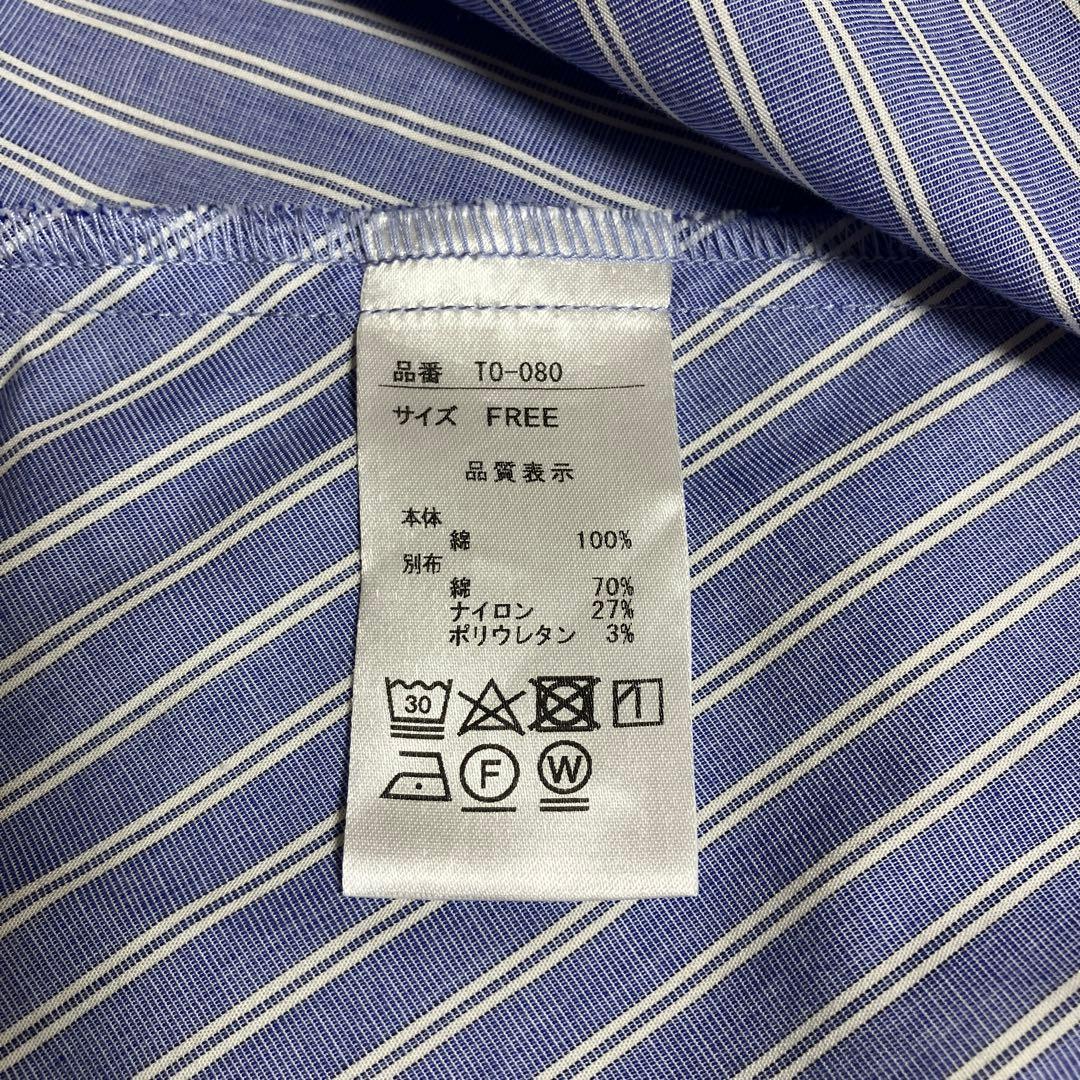 品番 TO-080
サイズ FREE
品質表示
本体
綿 100%
別布
綿 70%
ナイロン 27%
ポリウレタン 3%
30
F W